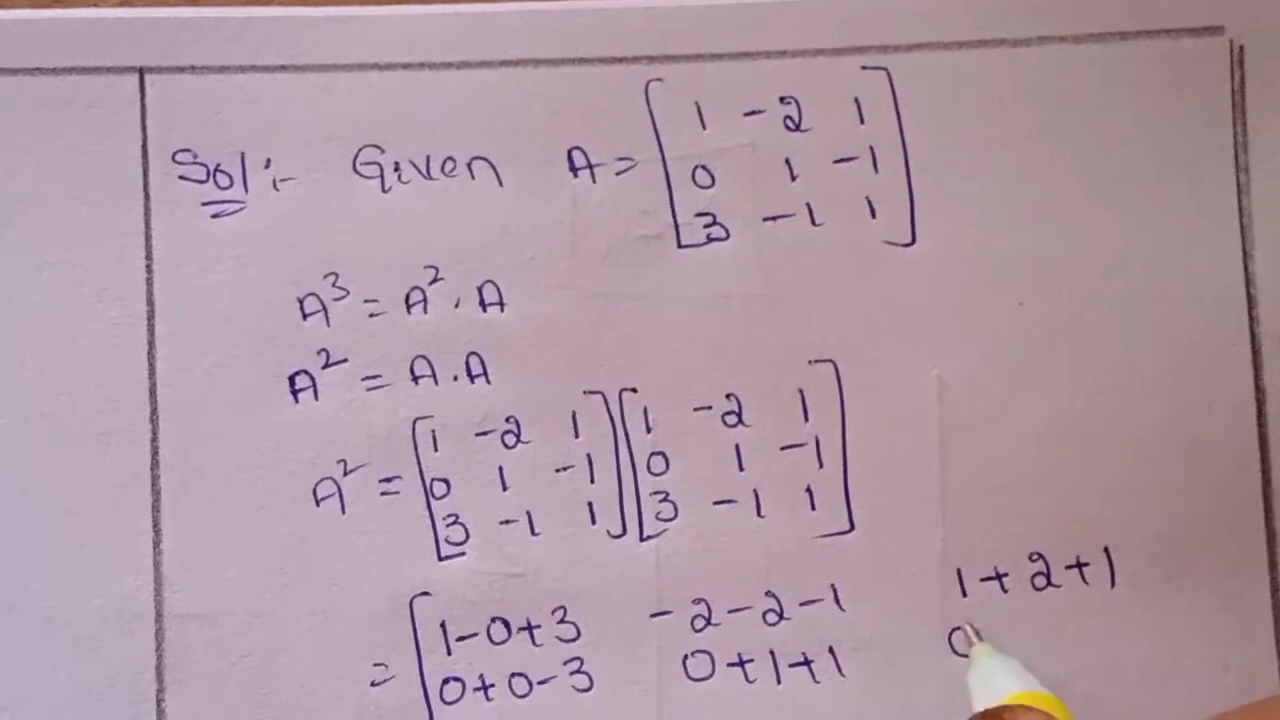 Sol:- Given A = [1 -2 1
0 1 -1
3 -1 1]
A³ = A² . A
A² = A . A
A² = [1 -2 1 0 1 -1 3 -1 1] [1 -2 1 0 1 -1 3 -1 1]
= [1-0+3 -2-2-1 1+2+1
0+0-3 0+1+1 0